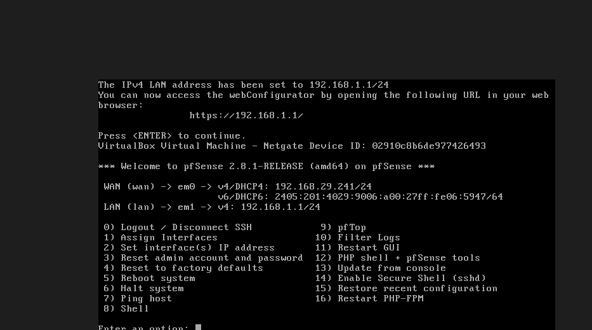 The IPv4 LAN address has been set to 192.168.1.1/24
You can now access the webConfigurator by opening the following URL in your web
browser:
https://192.168.1.1/
Press <ENTER> to continue.
VirtualBox Virtual Machine - Netgate Device ID: 02910c8b6de977426493
*** Welcome to pfSense 2.8.1-RELEASE (amd64) on pfSense ***
WAN (wan) -> em0 -> v4/DHCP4: 192.168.29.241/24
v6/DHCP6: 2405:201:4029:9006:a00:27ff:fe06:5947/64
LAN (lan) -> em1 -> v4: 192.168.1.1/24
0) Logout / Disconnect SSH 9) pfTop
1) Assign Interfaces 10) Filter Logs
2) Set interface(s) IP address 11) Restart GUI
3) Reset admin account and password 12) PHP shell + pfSense tools
4) Reset to factory defaults 13) Update from console
5) Reboot system 14) Enable Secure Shell (sshd)
6) Halt system 15) Restore recent configuration
7) Ping host 16) Restart PHP-FPM
8) Shell
Enter an option: